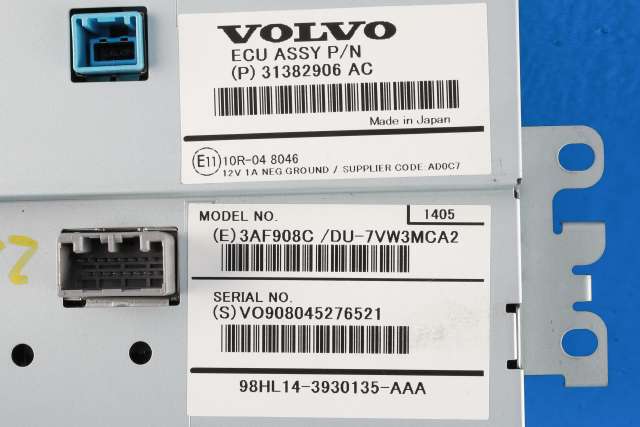 VOLVO
ECU ASSY P/N
(P) 31382906 AC
Made in Japan
E11 10R-04 8046
12V 1A NEG.GROUND / SUPPLIER CODE AD0C7
MODEL NO. 1405
(E)3AF908C /DU-7VW3MCA2
SERIAL NO.
(S)VO908045276521
98HL14-3930135-AAA